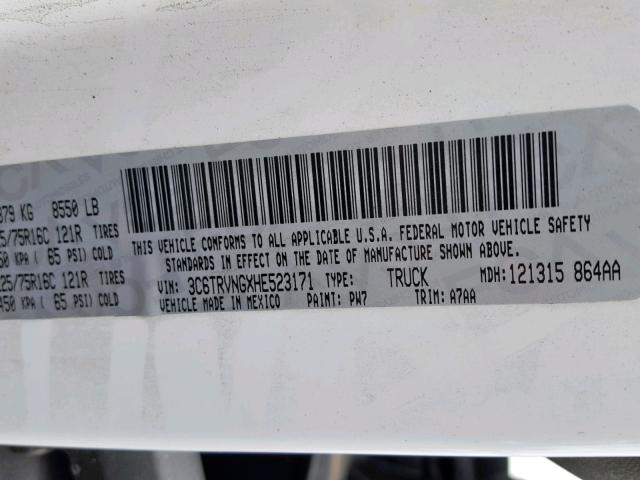 879 KG 8550 LB
5/75R16C 121R TIRES
50 KPA ( 65 PSI) COLD
25/75R16C 121R TIRES
450 KPA ( 65 PSI) COLD
THIS VEHICLE CONFORMS TO ALL APPLICABLE U.S.A. FEDERAL MOTOR VEHICLE SAFETY
STANDARDS IN EFFECT ON THE DATE OF MANUFACTURE SHOWN ABOVE.
VIN: 3C6TRVNGXHE523171 TYPE: TRUCK MDH: 121315 864AA
VEHICLE MADE IN MEXICO PAINT: PW7 TRIM: A7AA